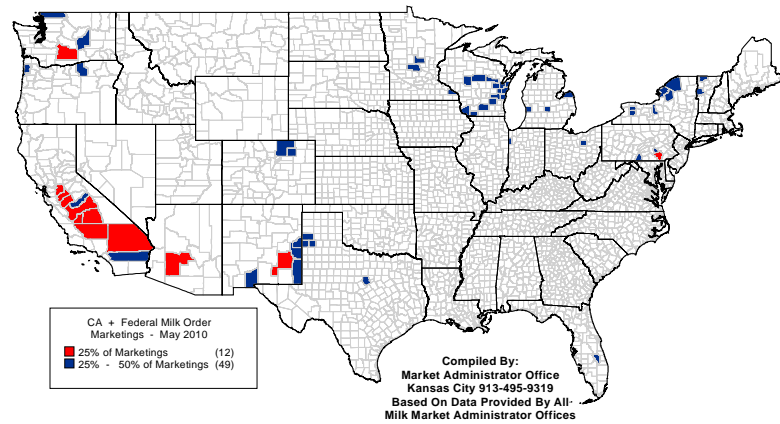 CA + Federal Milk Order
Marketings - May 2010
25% of Marketings (12)
25% - 50% of Marketings (49)
Compiled By:
Market Administrator Office
Kansas City 913-495-9319
Based On Data Provided By All-
Milk Market Administrator Offices